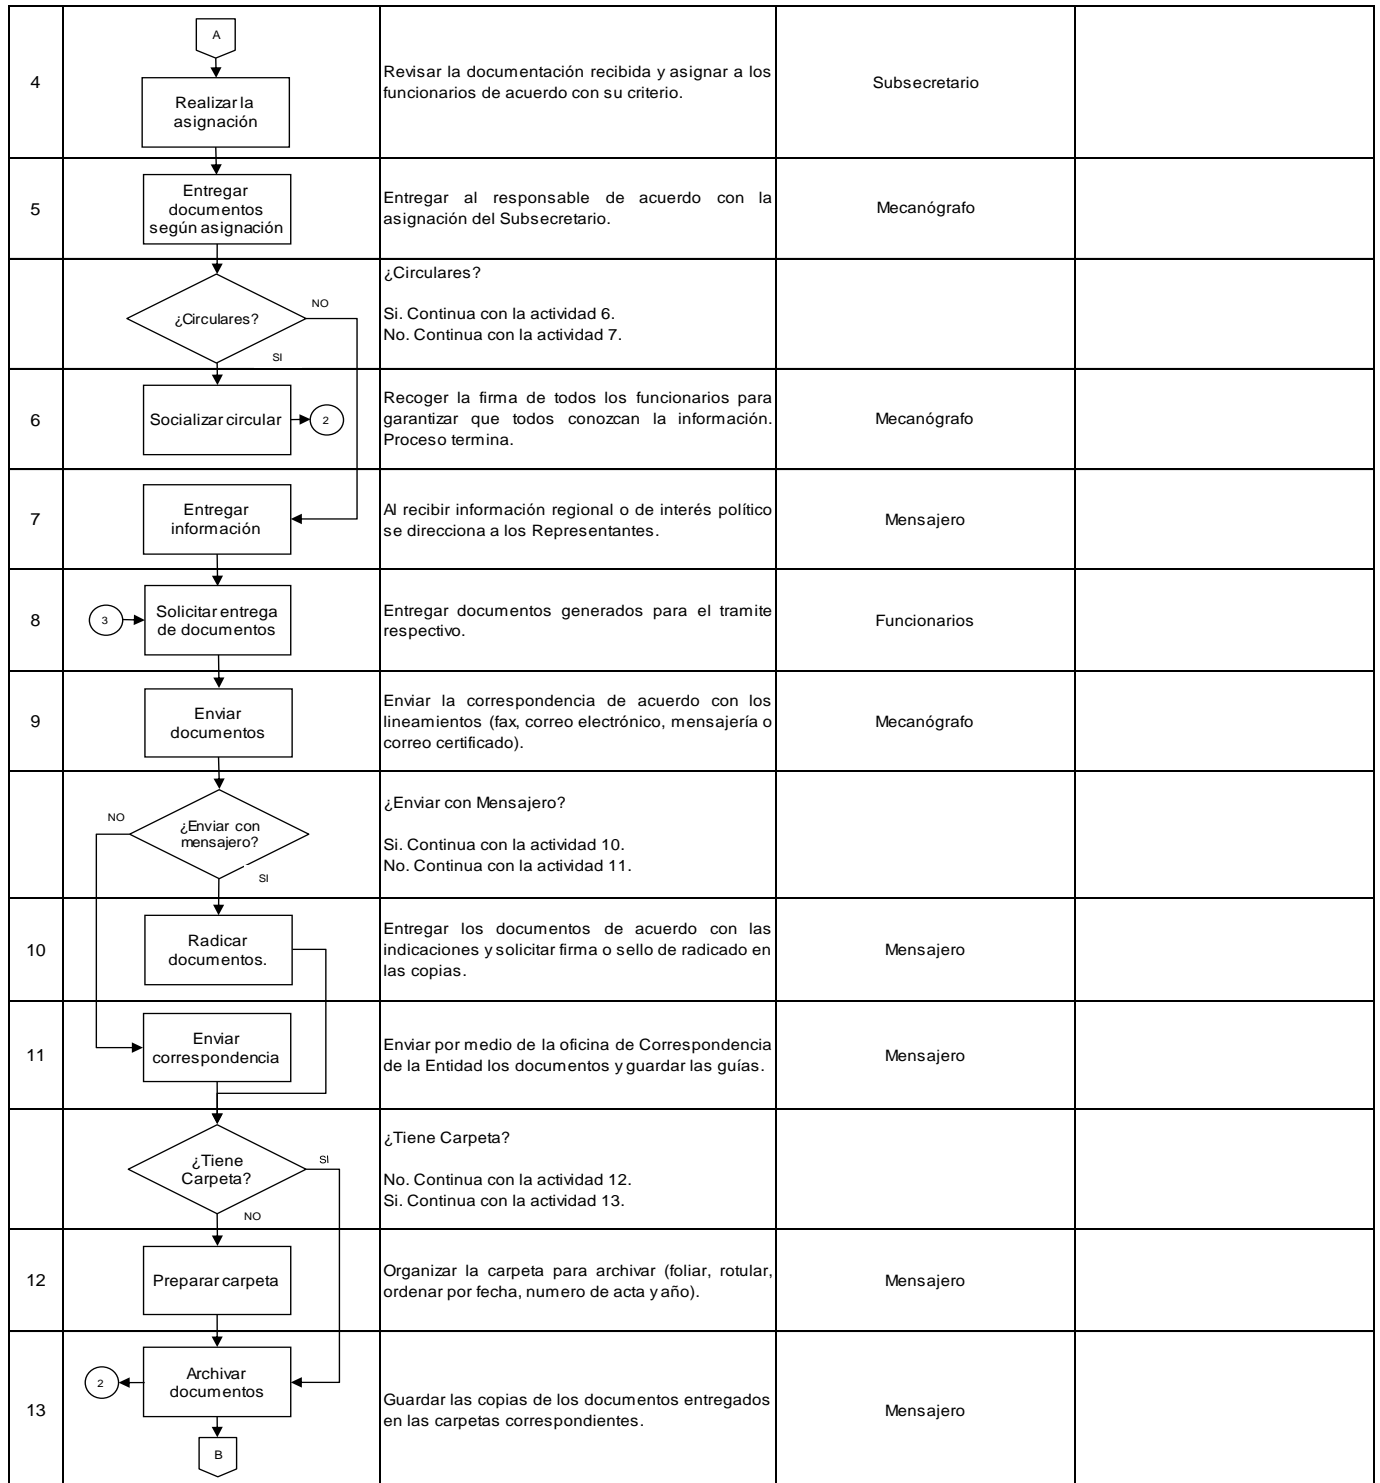 A
4
Realizar la
asignación
Revisar la documentación recibida y asignar a los
funcionarios de acuerdo con su criterio.
Subsecretario
5
Entregar
documentos
según asignación
Entregar al responsable de acuerdo con la
asignación del Subsecretario.
Mecanógrafo
¿Circulares?
NO
SI
¿Circulares?
Si. Continua con la actividad 6.
No. Continua con la actividad 7.
6
Socializar circular
2
Recoger la firma de todos los funcionarios para
garantizar que todos conozcan la información.
Proceso termina.
Mecanógrafo
7
Entregar
información
Al recibir información regional o de interés político
se direcciona a los Representantes.
Mensajero
8
3
Solicitar entrega
de documentos
Entregar documentos generados para el tramite
respectivo.
Funcionarios
9
Enviar
documentos
Enviar la correspondencia de acuerdo con los
lineamientos (fax, correo electrónico, mensajería o
correo certificado).
Mecanógrafo
NO
¿Enviar con
mensajero?
SI
¿Enviar con Mensajero?
Si. Continua con la actividad 10.
No. Continua con la actividad 11.
10
Radicar
documentos.
Entregar los documentos de acuerdo con las
indicaciones y solicitar firma o sello de radicado en
las copias.
Mensajero
11
Enviar
correspondencia
Enviar por medio de la oficina de Correspondencia
de la Entidad los documentos y guardar las guías.
Mensajero
¿Tiene
Carpeta?
SI
NO
¿Tiene Carpeta?
No. Continua con la actividad 12.
Si. Continua con la actividad 13.
12
Preparar carpeta
Organizar la carpeta para archivar (foliar, rotular,
ordenar por fecha, numero de acta y año).
Mensajero
13
2
Archivar
documentos
B
Guardar las copias de los documentos entregados
en las carpetas correspondientes.
Mensajero